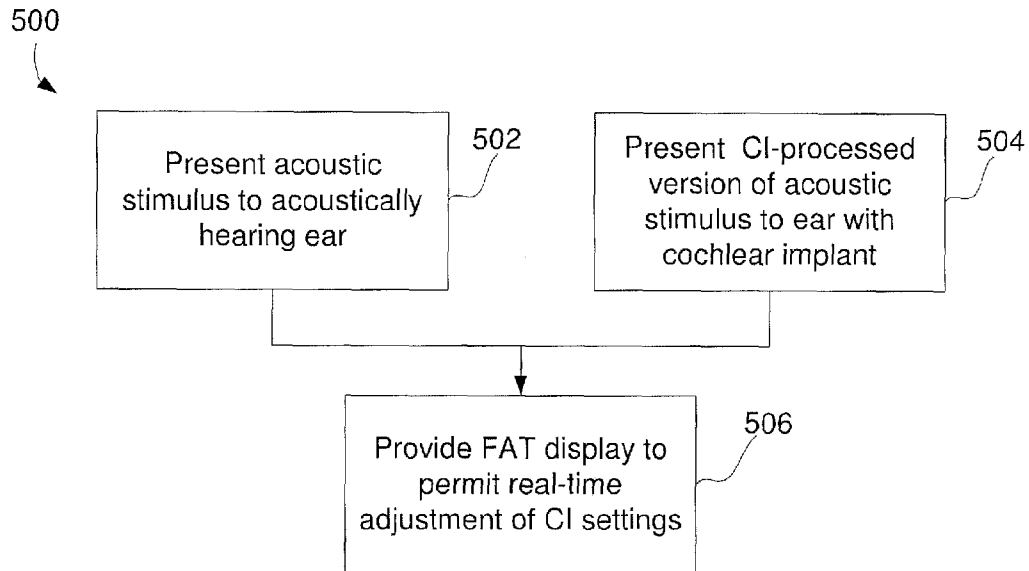 500
Present acoustic
stimulus to acoustically
hearing ear
502
Present CI-processed
version of acoustic
stimulus to ear with
cochlear implant
504
Provide FAT display to
permit real-time
adjustment of CI settings
506